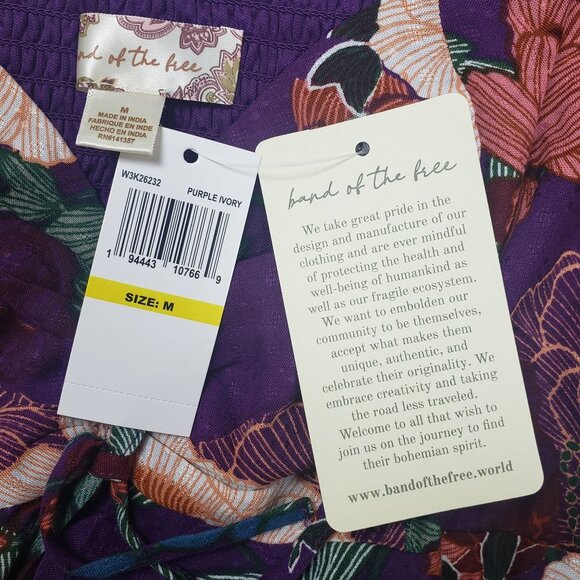 nd of the free
M
MADE IN INDIA
FABRIQUE EN INDE
HECHO EN INDIA
RN#141357
W3K26232
PURPLE IVORY
1 94443 10766 9
SIZE: M
band of the free
We take great pride in the
design and manufacture of our
clothing and are ever mindful
of protecting the health and
well-being of humankind as
well as our fragile ecosystem.
We want to embolden our
community to be themselves,
accept what makes them
unique, authentic, and
celebrate their originality. We
embrace creativity and taking
the road less traveled.
Welcome to all that wish to
join us on the journey to find
their bohemian spirit.
www.bandofthefree.world